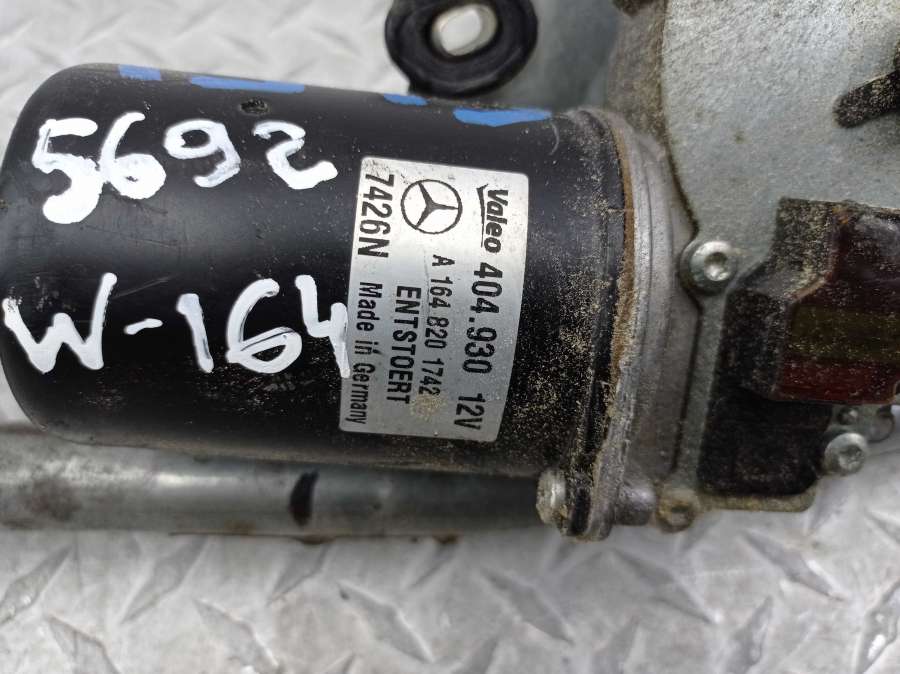 5692
W-164
Valeo 404.930 12V
A 164 820 1742
ENTSTOERT
7426N Made in Germany